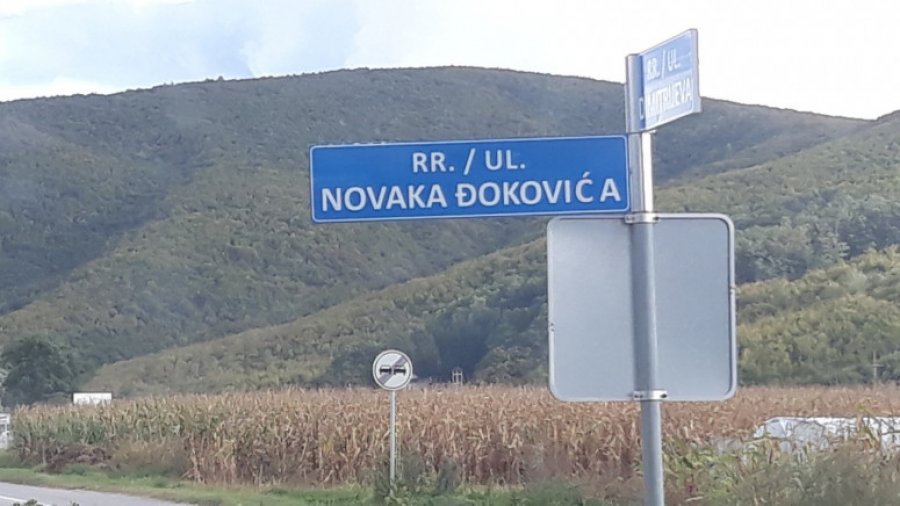 RR. / UL.
NOVAKA ĐOKOVIĆA
RR. / UL.